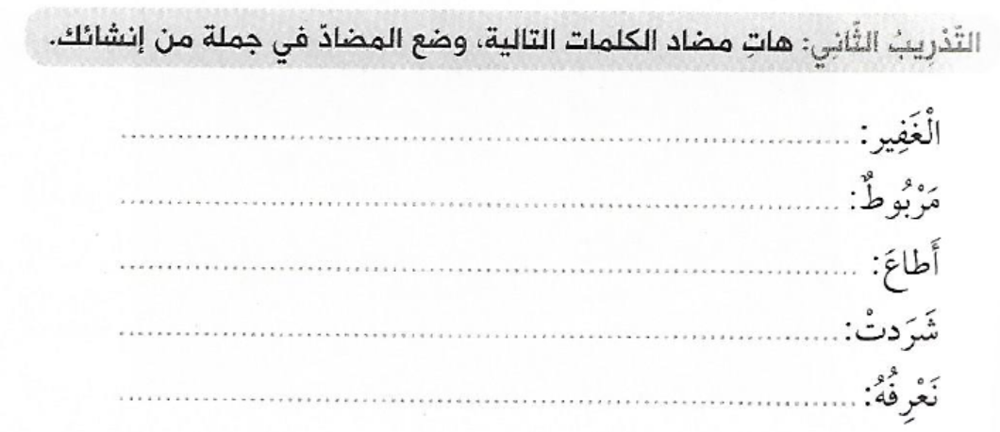 التَّدْرِيبُ الثَّانِي: هاتِ مضاد الكلمات التالية، وضع المضادّ في جملة من إنشائك.
الْغَفِير: ........................................
مَرْبُوطٌ: ........................................
أَطاعَ: ........................................
شَرَدتْ: ........................................
نَعْرِفُهُ: ........................................